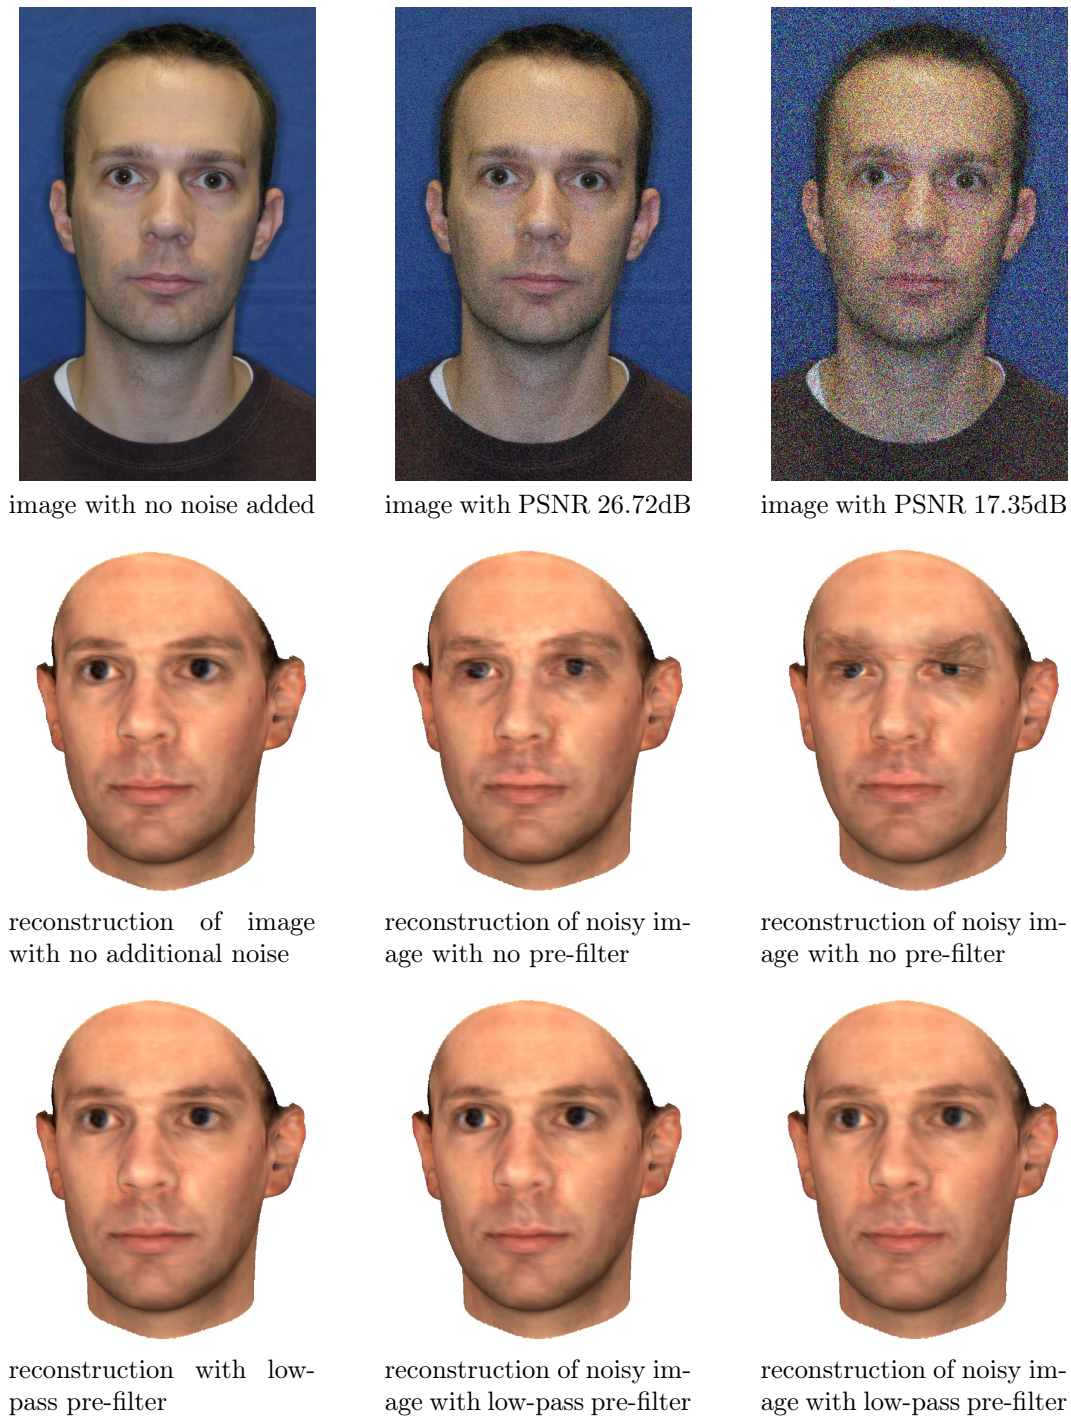 image with no noise added
image with PSNR 26.72dB
image with PSNR 17.35dB
reconstruction of image
with no additional noise
reconstruction of noisy im-
age with no pre-filter
reconstruction of noisy im-
age with no pre-filter
reconstruction with low-
pass pre-filter
reconstruction of noisy im-
age with low-pass pre-filter
reconstruction of noisy im-
age with low-pass pre-filter